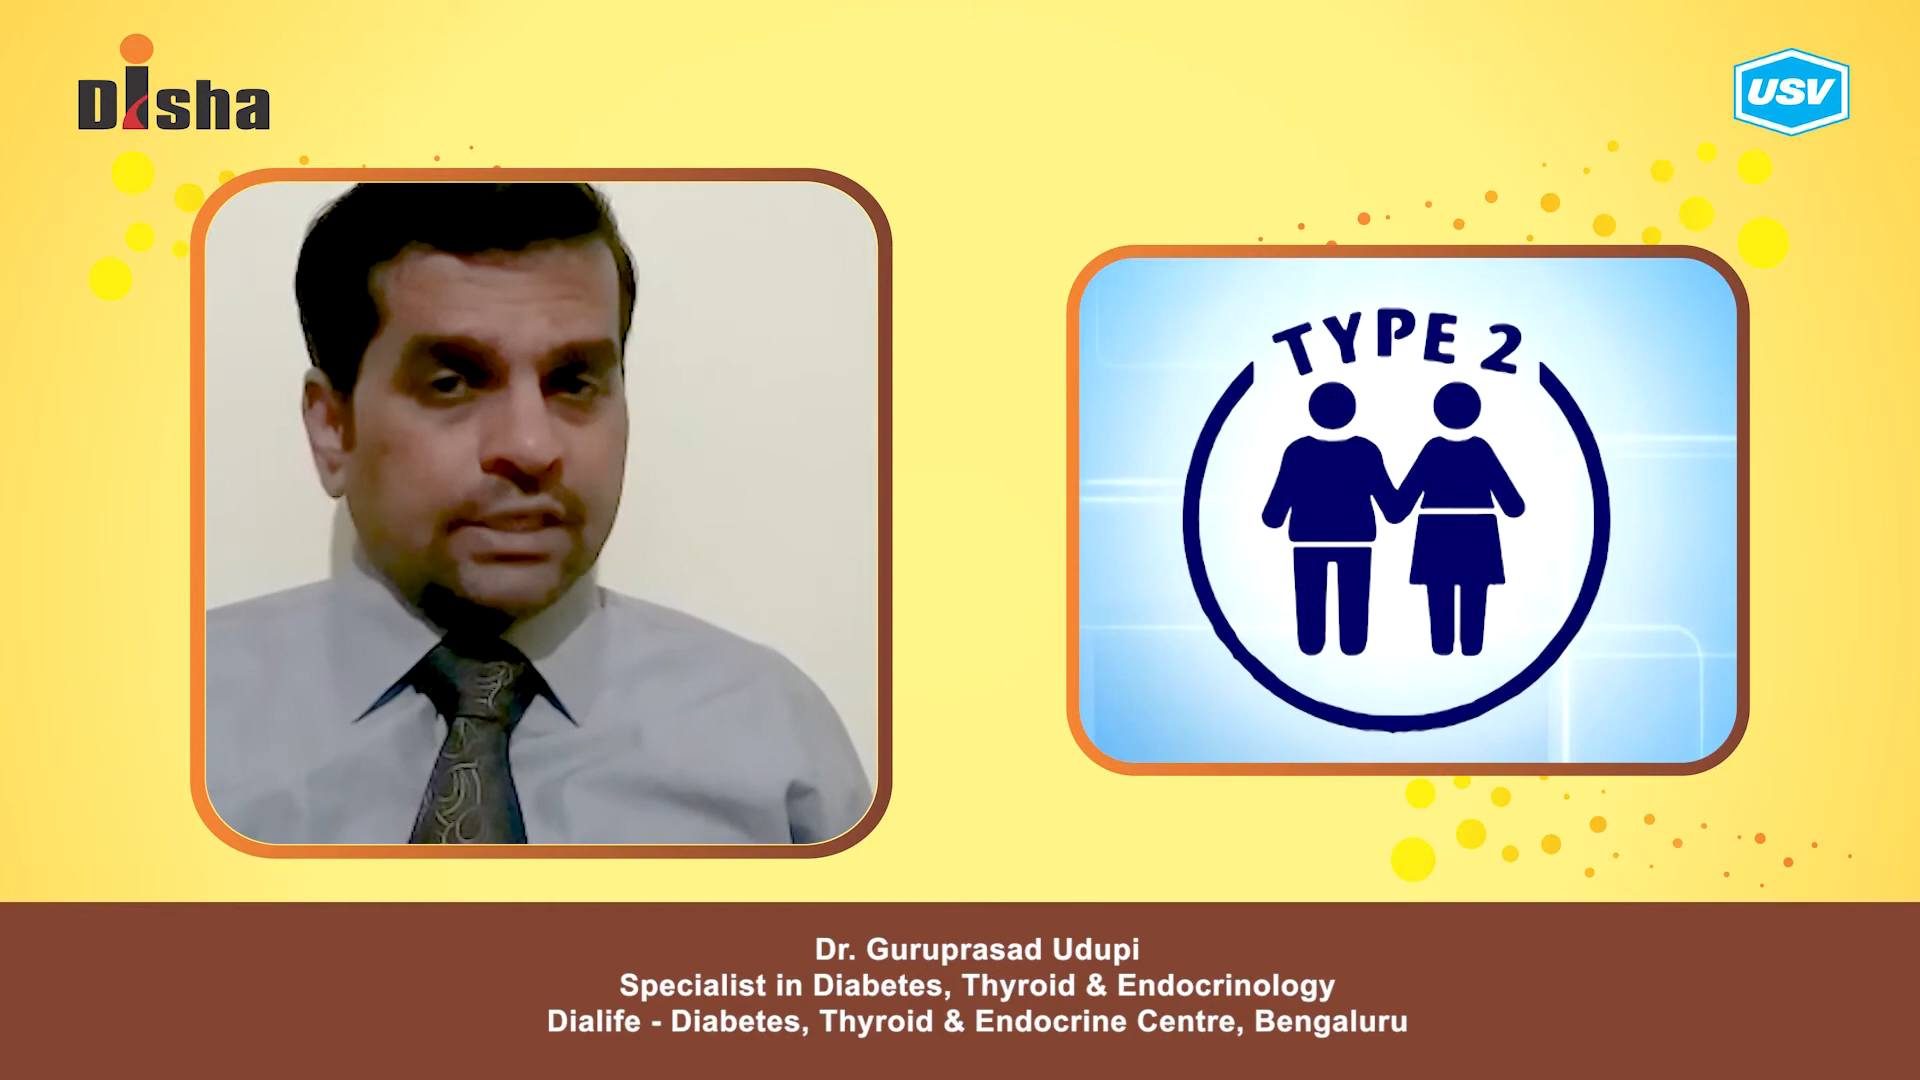 Disha
USV
TYPE 2
Dr. Guruprasad Udupi
Specialist in Diabetes, Thyroid & Endocrinology
Dialife - Diabetes, Thyroid & Endocrine Centre, Bengaluru